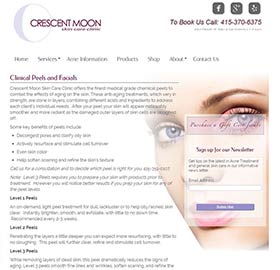 CRESCENT MOON
skin care clinic
To Book Us Call: 415-370-6375
Home Services Acne Information Products About Shop Contact
Clinical Peels and Facials
Crescent Moon Skin Care Clinic offers the finest medical grade chemical peels to
combat the effects of aging on the skin. These anti-aging treatments, which vary in
strength, are done in layers, combining different acids and ingredients to address
each client's individual needs. After your peel your skin will appear noticeably
smoother and more radiant as the damaged outer layers of skin cells are sloughed
off.
Some key benefits of peels include:
Decongest pores and clarify oily skin
Actively resurface and stimulate cell turnover
Even skin color
Help soften scarring and refine the skin's texture
Call us for a consultation and to decide which peel is right for you
Note: Level 3 Peels requires you to prepare your skin with products prior to
treatment. However you will notice better results if you prep your skin for any of
the peel levels.
Level 1 Peels
An on-demand, light peel treatment for dull, lackluster or to help oily/acneic skin
clear. Instantly brighten, smooth and exfoliate, with little to no down time.
Recommended every 2-3 weeks.
Level 2 Peels
Penetrating the layers a little deeper you can expect more resurfacing, with little to
no sloughing. This peel will further clear, refine and stimulate cell turnover.
Level 3 Peels
While removing layers of dead skin this peel dramatically reduces the signs of
aging. Level 3 peels smooth fine lines and wrinkles, soften scarring, and refine the
Purchase a Gift Certificate
Sign up for our Newsletter
Get tips on the latest in Acne Treatment
and general skin care in our informative
news letter.
Email Address
Subscribe